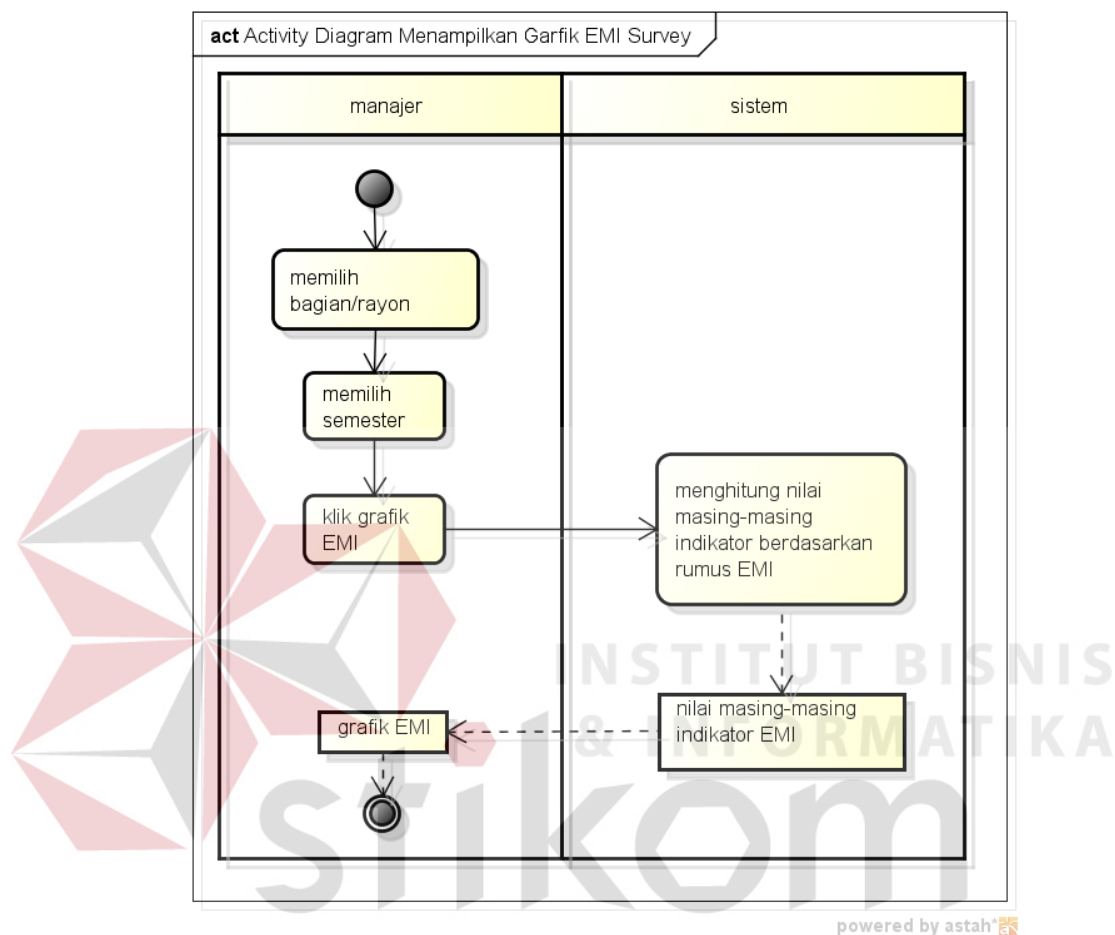 act Activity Diagram Menampilkan Garfik EMI Survey
manajer
sistem
memilih
bagian/rayon
memilih
semester
klik grafik
EMI
menghitung nilai
masing-masing
indikator berdasarkan
rumus EMI
nilai masing-masing
indikator EMI
grafik EMI
INSTITUT BISNIS
& INFORMATIKA
stikom
powered by astah*